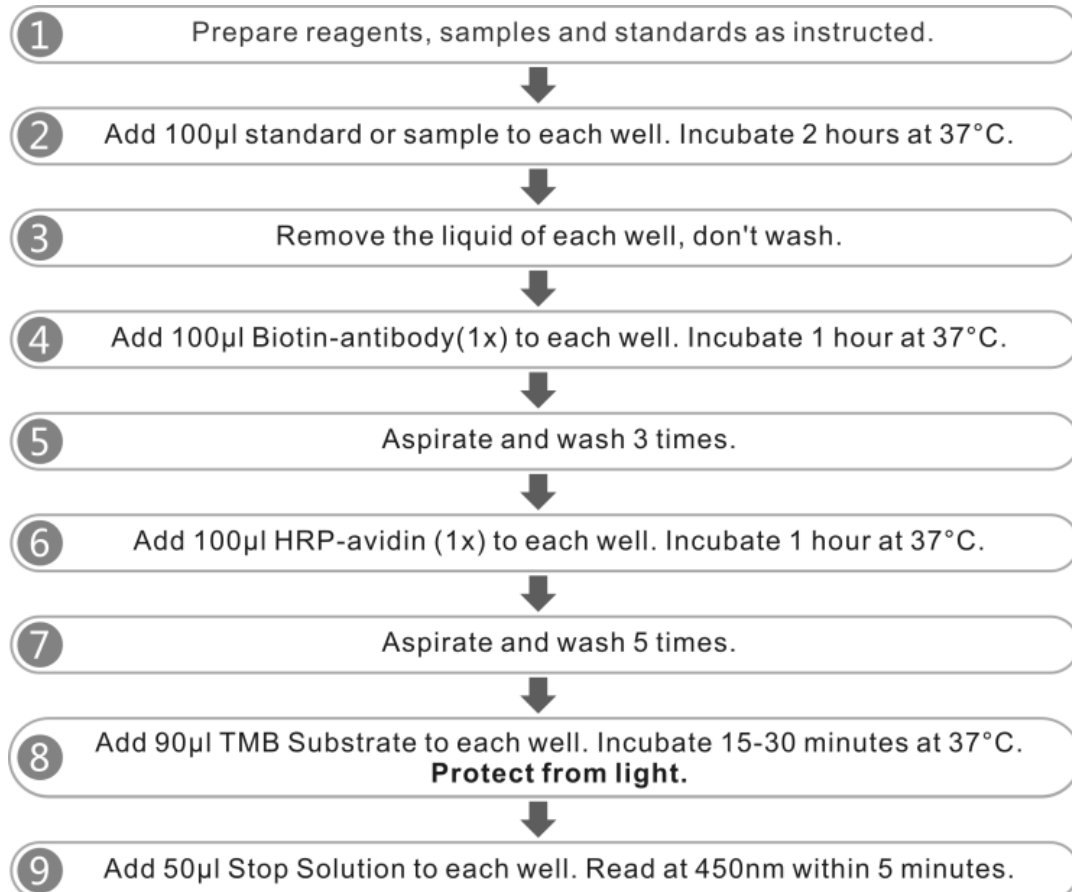 1 Prepare reagents, samples and standards as instructed.
2 Add 100µl standard or sample to each well. Incubate 2 hours at 37°C.
3 Remove the liquid of each well, don't wash.
4 Add 100µl Biotin-antibody(1x) to each well. Incubate 1 hour at 37°C.
5 Aspirate and wash 3 times.
6 Add 100µl HRP-avidin (1x) to each well. Incubate 1 hour at 37°C.
7 Aspirate and wash 5 times.
8 Add 90µl TMB Substrate to each well. Incubate 15-30 minutes at 37°C.
Protect from light.
9 Add 50µl Stop Solution to each well. Read at 450nm within 5 minutes.